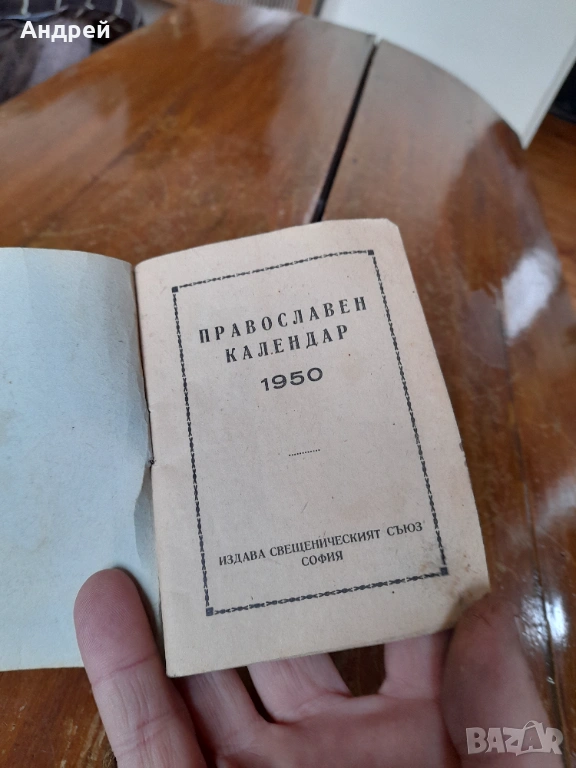 Андрей
ПРАВОСЛАВЕН
КАЛЕНДАР
1950
ИЗДАВА СВЕЩЕНИЧЕСКИЯТ СЪЮЗ
СОФИЯ
BAZAR